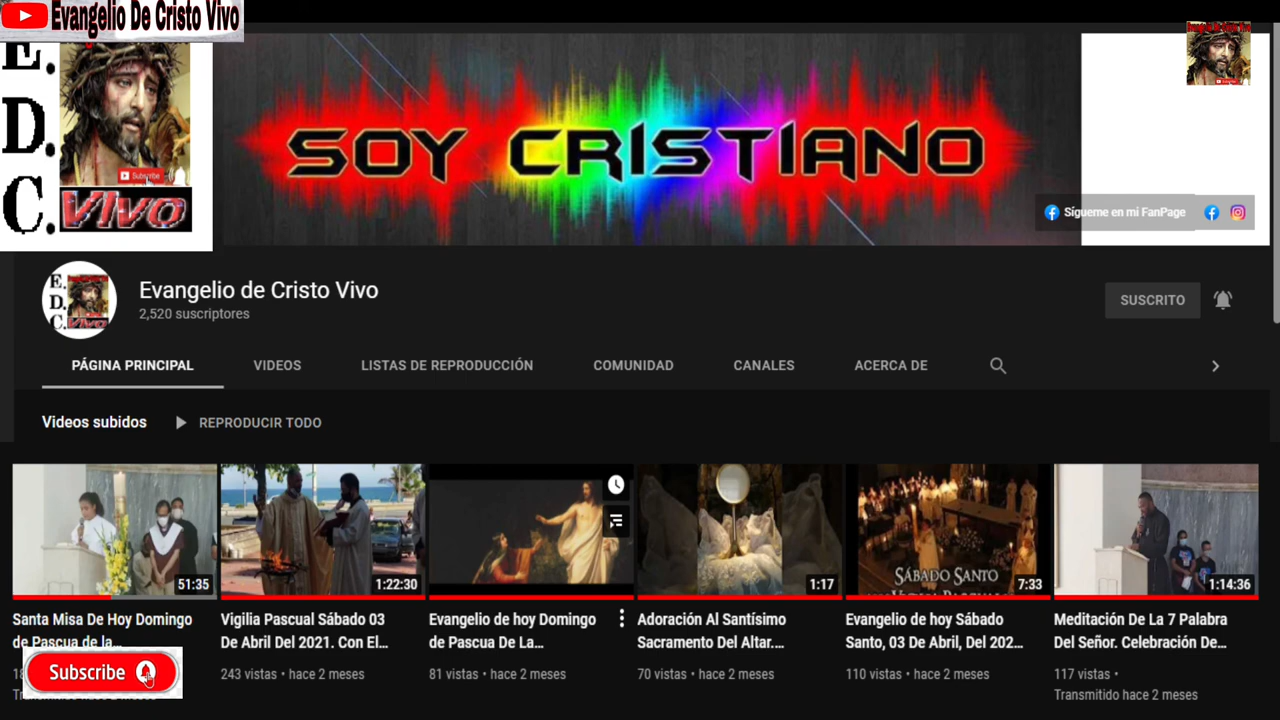 Evangelio De Cristo Vivo
E.
D.
C.
Subscribe
Vivo
SOY CRISTIANO
Evangelio De Cristo Vivo
Sígueme en mi FanPage
Evangelio de Cristo Vivo
2,520 suscriptores
SUSCRITO
PÁGINA PRINCIPAL
VIDEOS
LISTAS DE REPRODUCCIÓN
COMUNIDAD
CANALES
ACERCA DE
Videos subidos
REPRODUCIR TODO
51:35
1:22:30
1:17
SÁBADO SANTO
7:33
1:14:36
Santa Misa De Hoy Domingo
de Pascua de la...
Vigilia Pascual Sábado 03
De Abril Del 2021. Con El...
243 vistas • hace 2 meses
Evangelio de hoy Domingo
de Pascua De La...
81 vistas • hace 2 meses
Adoración Al Santísimo
Sacramento Del Altar....
70 vistas • hace 2 meses
Evangelio de hoy Sábado
Santo, 03 De Abril, Del 202...
110 vistas • hace 2 meses
Meditación De La 7 Palabra
Del Señor. Celebración De...
117 vistas •
Transmitido hace 2 meses
Subscribe